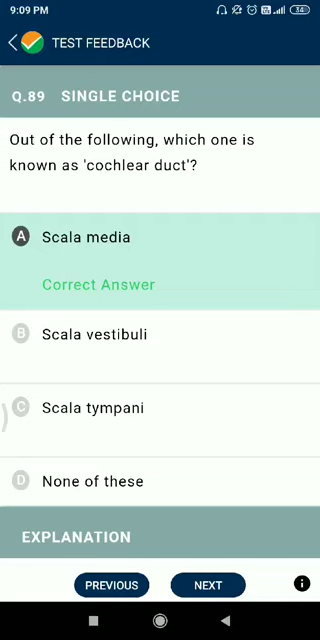 9:09 PM
34
TEST FEEDBACK
Q.89 SINGLE CHOICE
Out of the following, which one is
known as 'cochlear duct'?
A Scala media
Correct Answer
B Scala vestibuli
C Scala tympani
D None of these
EXPLANATION
PREVIOUS NEXT